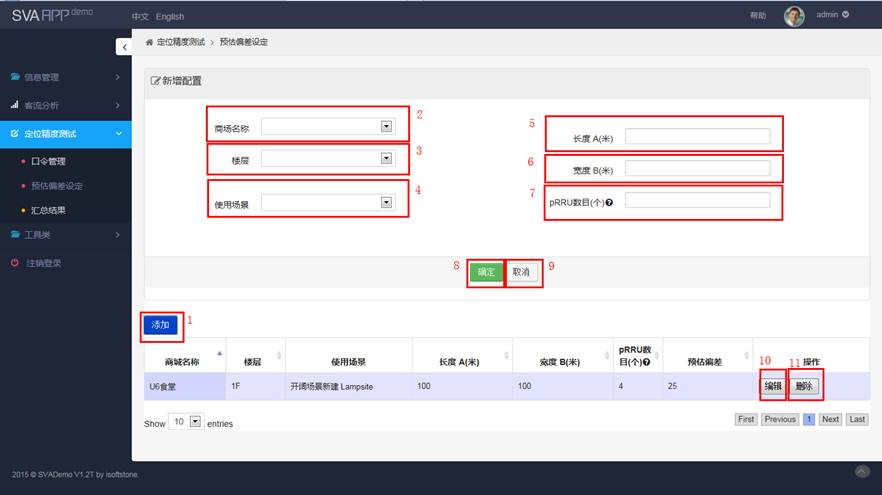 SVA APP demo
中文 English
帮助
admin
定位精度测试 > 预估偏差设定
信息管理
客流分析
定位精度测试
口令管理
预估偏差设定
汇总结果
工具类
注销登录
新增配置
商场名称 2
楼层 3
使用场景 4
5 长度 A(米)
6 宽度 B(米)
7 pRRU数目(个)
8 确定 取消 9
添加 1
商城名称 楼层 使用场景 长度 A(米) 宽度 B(米) pRRU数目(个) 预估偏差 10 11 操作
U6食堂 1F 开阔场景新建 Lampsite 100 100 4 25 编辑 删除
Show 10 entries
First Previous 1 Next Last
2015 © SVADemo V1.2T by isoftstone.